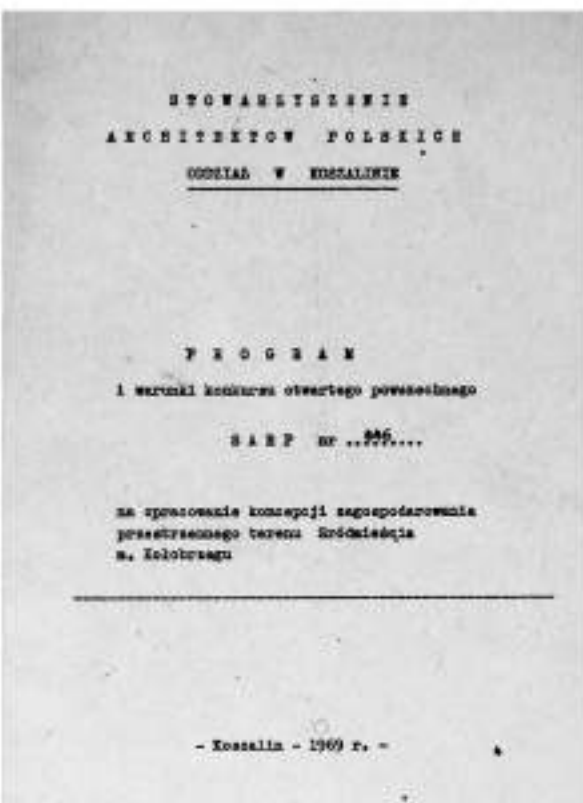 STOWARZYSZENIE
ARCHITEKTOW POLSKICH
ODDZIAŁ W KOSZALINIE
PROGRAM
i warunki konkursu otwartego powszechnego
SARP nr .........
na opracowanie koncepcji zagospodarowania
przestrzennego terenu Śródmieścia
m. Kołobrzegu
- Koszalin - 1969 r. -